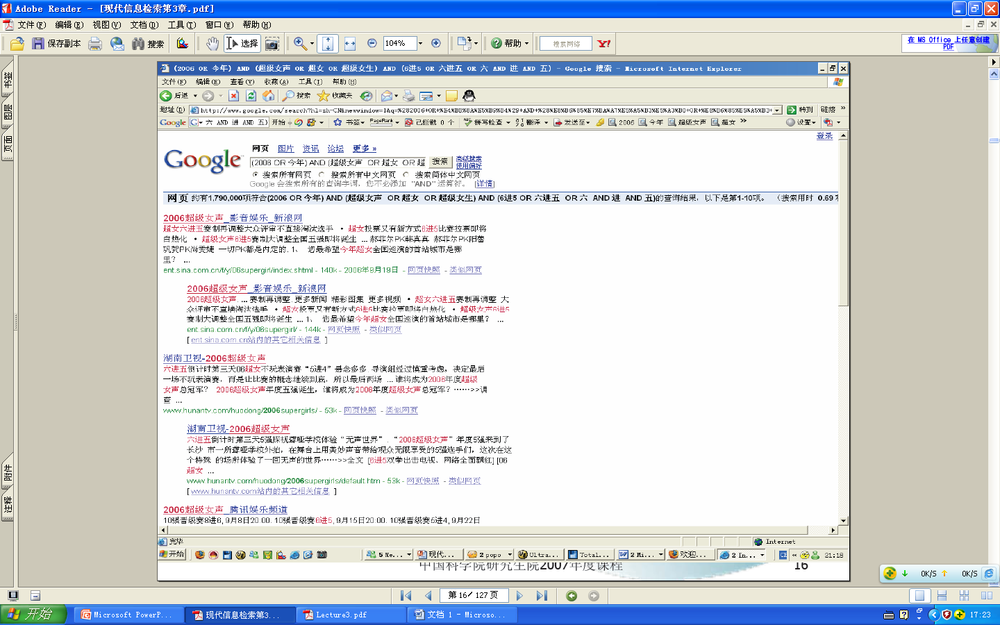 Adobe Reader - [现代信息检索第3章.pdf]
文件(F) 编辑(E) 视图(V) 文档(D) 工具(T) 窗口(W) 帮助(H)
保存副本 搜索 选择 104% 帮助 搜索网络 Y!
在 MS Office 上任意创建 PDF
书签
图层
页面
附件
注释
(2006 OR 今年) AND (超级女声 OR 超女 OR 超级女生) AND (6进5 OR 六进五 OR 六 AND 进 AND 五) - Google 搜索 - Microsoft Internet Explorer
文件(F) 编辑(E) 查看(V) 收藏(A) 工具(T) 帮助(H)
后退 搜索 收藏夹
地址(D) 转到 链接 »
Google G 六 AND 进 AND 五) 开始 书签 PageRank 已拦截 0 个 拼写检查 翻译 发送至 2006 今年 超级女声 超女 » 设置
登录
Google
网页 图片 资讯 论坛 更多 »
(2006 OR 今年) AND (超级女声 OR 超女 OR 超 搜索 高级搜索
使用偏好
搜索所有网页 搜索所有中文网页 搜索简体中文网页
Google 会搜索所有的查询字词，您不必添加 "AND" 运算符。 [详情]
网页 约有1,790,000项符合(2006 OR 今年) AND (超级女声 OR 超女 OR 超级女生) AND (6进5 OR 六进五 OR 六 AND 进 AND 五)的查询结果，以下是第1-10项。 （搜索用时 0.69
2006超级女声_影音娱乐_新浪网
超女六进五赛制再调整大众评审不直接淘汰选手 • 超女投票又有新方式6进5比赛拉票即将
白热化 • 超级女声6进5赛制大调整全国五强即将诞生 ... 郝菲尔PK韩真真 郝菲尔PK阳蕾
巩贺PK尚雯婕 一切PK都是内定的. 1、 您最希望今年超女全国巡演的首站城市是哪
里？ ...
ent.sina.com.cn/f/y/06supergirl/index.shtml - 140k - 2006年9月19日 - 网页快照 - 类似网页
2006超级女声_影音娱乐_新浪网
2006超级女声. ... 赛制再调整 更多新闻 精彩图集 更多视频 • 超女六进五赛制再调整 大
众评审不直接淘汰选手 • 超女投票又有新方式6进5比赛拉票即将白热化 • 超级女声6进5
赛制大调整全国五强即将诞生 ... 1、 您最希望今年超女全国巡演的首站城市是哪里？ ...
ent.sina.com.cn/f/y/06supergirl/ - 144k - 网页快照 - 类似网页
[ ent.sina.com.cn站内的其它相关信息 ]
湖南卫视-2006超级女声
六进五倒计时第三天06超女不玩表演赛 “5进4” 悬念多多. 导演组经过慎重考虑，决定最后
一场不玩表演赛，而是让比赛的概念继续到底，所以最后两场 ... 谁将成为2006年度超级
女声总冠军？ 2006超级女声年度五强诞生，谁将成为2006年度超级女声总冠军？······>>调
查 ...
www.hunantv.com/huodong/2006supergirls/ - 53k - 网页快照 - 类似网页
湖南卫视-2006超级女声
六进五倒计时第三天5强探视聋哑学校体验 “无声世界” . “2006超级女声” 年度5强来到了
长沙 市一所聋哑学校外拍，在舞台上用美妙声音带给观众无限享受的5强选手们，这次在这
个特殊 的场所体验了一回无声的世界······>>全文 [6进5双拳出击电视、网络全面飘红] [06
超女 ...
www.hunantv.com/huodong/2006supergirls/default.htm - 53k - 网页快照 - 类似网页
[ www.hunantv.com站内的其它相关信息 ]
2006超级女声_腾讯娱乐频道
10强晋级赛8进6, 9月8日20:00. 10强晋级赛6进5, 9月15日20:00. 10强晋级赛5进4, 9月22日
完毕 Internet
开始 5 Me... 现代... 2 popo Ultra... Total... 2 Mi... 欢迎... 2 In... « 21:18
中国科学院研究生院2007年度课程 16
0K/S 0K/S
第 16/ 127 页
开始 Microsoft PowerP... 现代信息检索第3... Lecture3.pdf 文档 1 - Microso... 17:23